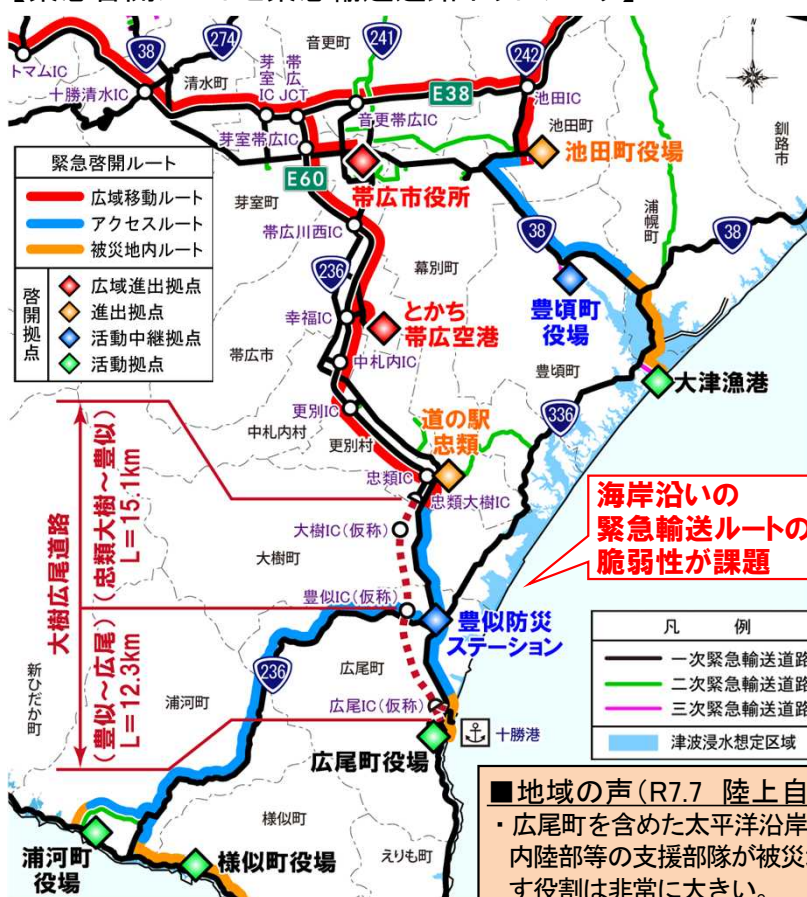 38
274
241
242
トマムIC
十勝清水IC
清水町
芽室IC
帯広JCT
音更町
E38
音更帯広IC
池田IC
池田町
池田町役場
釧路市
芽室帯広IC
E60
帯広市役所
芽室町
浦幌町
38
38
帯広川西IC
幕別町
236
とかち
帯広空港
豊頃町
役場
幸福IC
帯広市
中札内IC
豊頃町
大津漁港
更別IC
中札内村
更別村
道の駅
忠類
336
忠類IC
忠類大樹IC
緊急啓開ルート
広域移動ルート
アクセスルート
被災地内ルート
啓開拠点
広域進出拠点
進出拠点
活動中継拠点
活動拠点
大樹広尾道路
(忠類大樹~豊似)
L=15.1km
(豊似~広尾)
L=12.3km
大樹IC(仮称)
大樹町
海岸沿いの
緊急輸送ルートの
脆弱性が課題
豊似IC(仮称)
豊似防災
ステーション
236
広尾町
新ひだか町
浦河町
広尾IC(仮称)
十勝港
広尾町役場
凡 例
一次緊急輸送道路
二次緊急輸送道路
三次緊急輸送道路
津波浸水想定区域
様似町
浦河町
役場
様似町役場
えりも町
■地域の声(R7.7 陸上自
・広尾町を含めた太平洋沿岸
内陸部等の支援部隊が被災
す役割は非常に大きい。